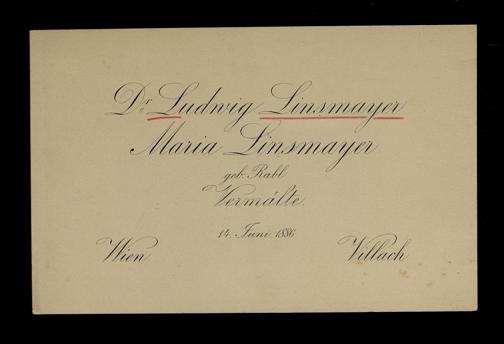 Dr. Ludwig Linsmayer
Maria Linsmayer
geb. Rabl
Vermälte.
14. Juni 1886
Wien Villach